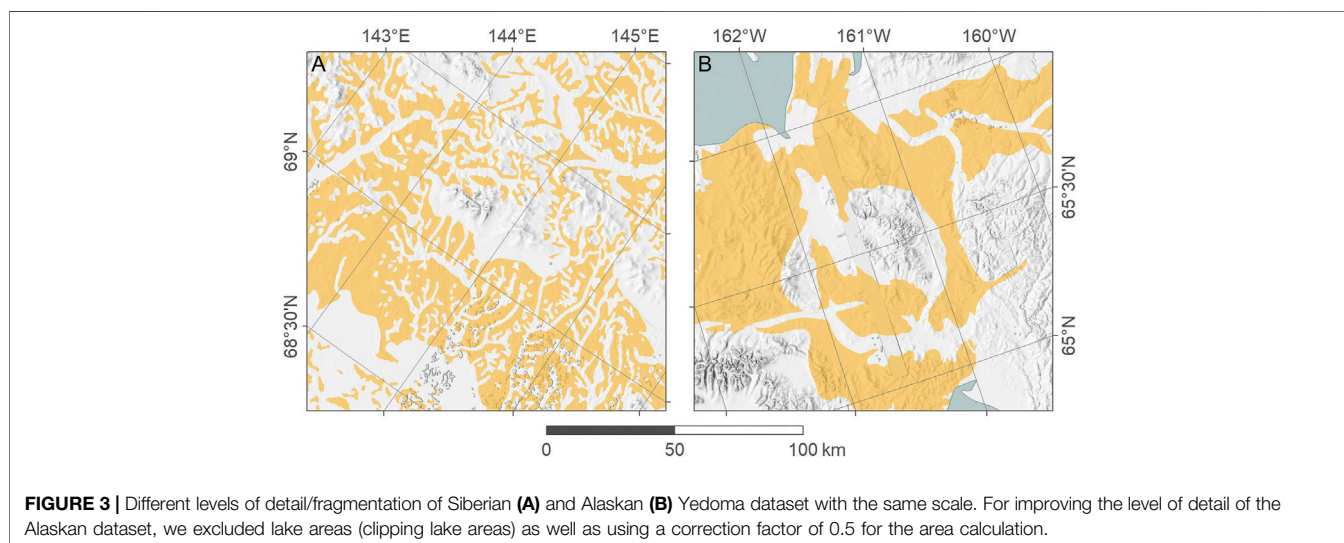 143°E 144°E 145°E 162°W 161°W 160°W
A B
69°N
68°30'N
65°30'N
65°N
0 50 100 km
FIGURE 3 | Different levels of detail/fragmentation of Siberian (A) and Alaskan (B) Yedoma dataset with the same scale. For improving the level of detail of the
Alaskan dataset, we excluded lake areas (clipping lake areas) as well as using a correction factor of 0.5 for the area calculation.